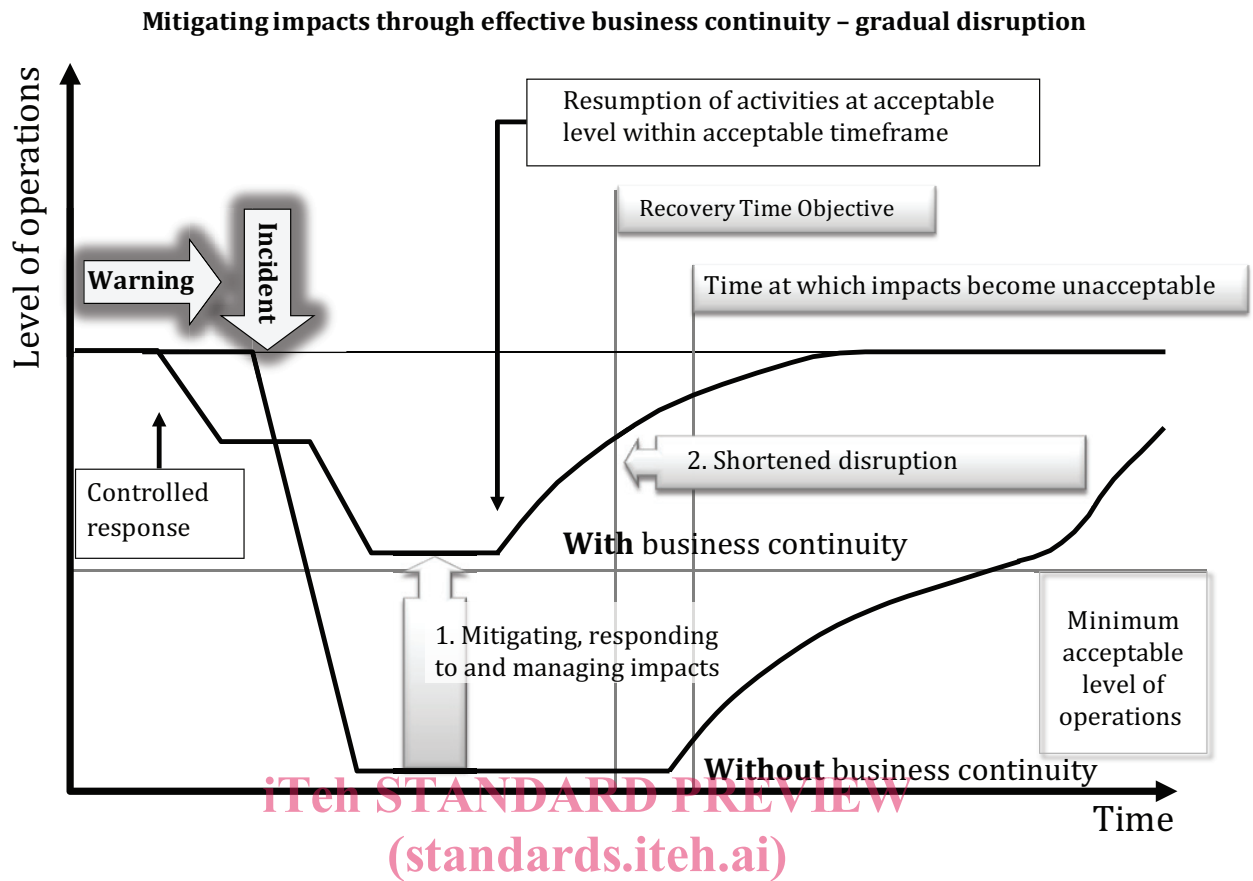 Mitigating impacts through effective business continuity – gradual disruption
Level of operations
Resumption of activities at acceptable
level within acceptable timeframe
Recovery Time Objective
Incident
Warning
Time at which impacts become unacceptable
2. Shortened disruption
Controlled
response
With business continuity
1. Mitigating, responding
to and managing impacts
Minimum
acceptable
level of
operations
Without business continuity
iTeh STANDARD PREVIEW
Time
(standards.iteh.ai)